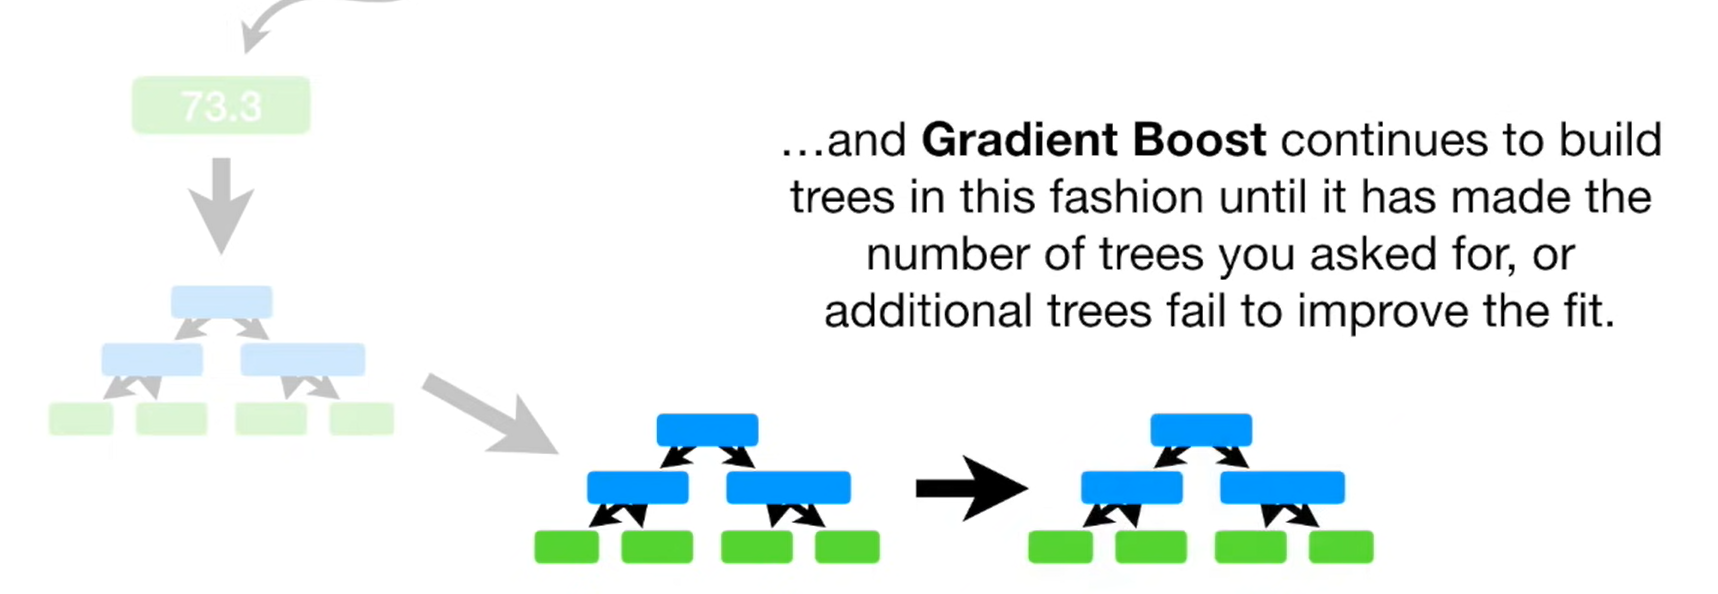 73.3
…and Gradient Boost continues to build
trees in this fashion until it has made the
number of trees you asked for, or
additional trees fail to improve the fit.